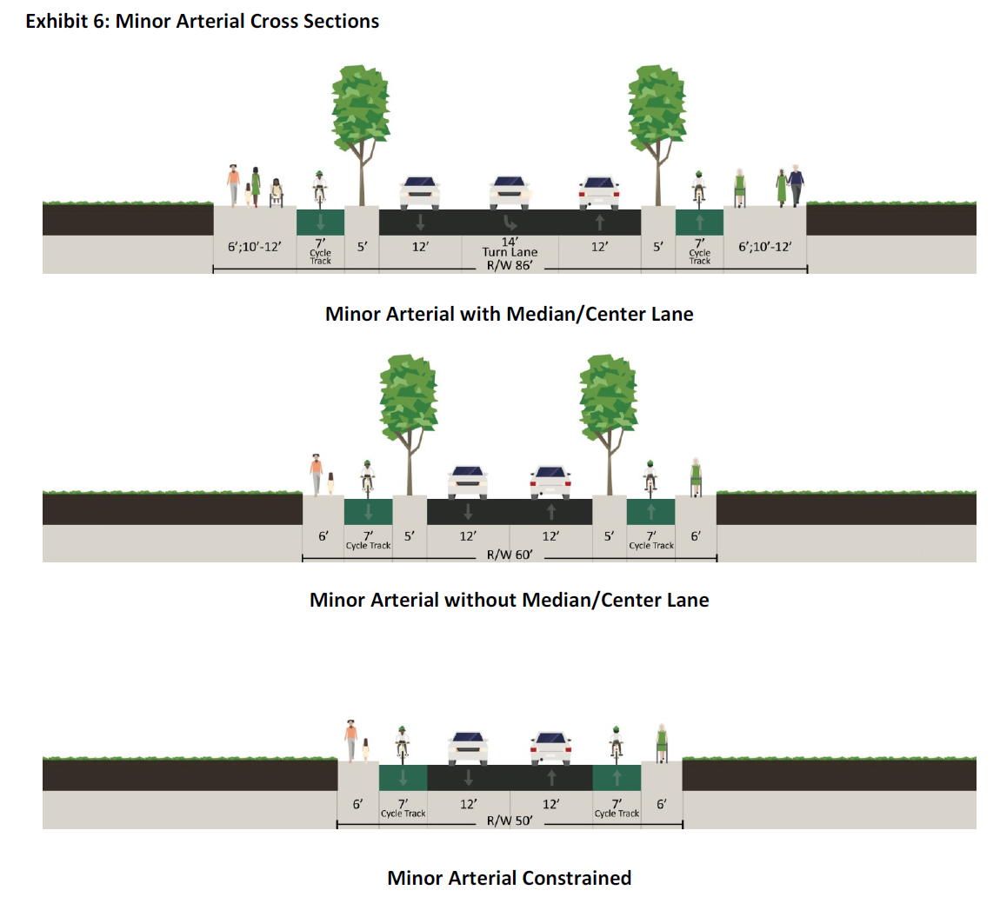 Exhibit 6: Minor Arterial Cross Sections
6’;10’-12’ 7’ 5’ 12’ 14’ 12’ 5’ 7’ 6’;10’-12’
Cycle Turn Lane Cycle
Track R/W 86’ Track
Minor Arterial with Median/Center Lane
6’ 7’ 5’ 12’ 12’ 5’ 7’ 6’
Cycle Track Cycle Track
R/W 60’
Minor Arterial without Median/Center Lane
6’ 7’ 12’ 12’ 7’ 6’
Cycle Track Cycle Track
R/W 50’
Minor Arterial Constrained